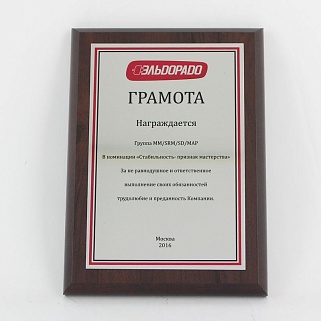 ЭЛЬДОРАДО
ГРАМОТА
Награждается
Группа MM/SRM/SD/MAP
В номинации «Стабильность- признак мастерства»
За не равнодушное и ответственное
выполнение своих обязанностей
трудолюбие и преданность Компании.
Москва
2016